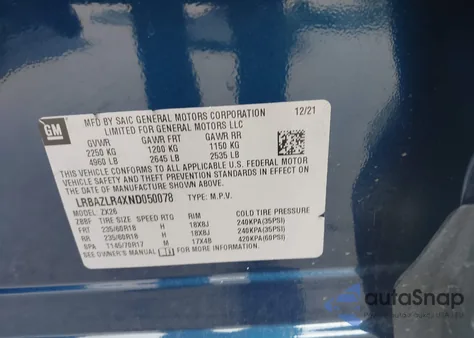 GM
MFD BY SAIC GENERAL MOTORS CORPORATION 12/21
LIMITED FOR GENERAL MOTORS LLC
GVWR GAWR FRT GAWR RR
2250 KG 1200 KG 1150 KG
4960 LB 2645 LB 2535 LB
THIS VEHICLE CONFORMS TO ALL APPLICABLE U.S. FEDERAL MOTOR
VEHICLE SAFETY, BUMPER, AND THEFT PREVENTION STANDARDS
IN EFFECT ON THE DATE OF MANUFACTURE SHOWN ABOVE.
LRBAZLR4XND050078 TYPE: M.P.V.
MODEL: ZX26
TIRE SIZE SPEED RTG RIM COLD TIRE PRESSURE
FRT 235/60R18 H 18X8J 240KPA(35PSI)
RR 235/60R18 H 18X8J 240KPA(35PSI)
SPA T145/70R17 M 17X4B 420KPA(60PSI)
SEE OWNER'S MANUAL FOR MORE INFORMATION.
autoSnap